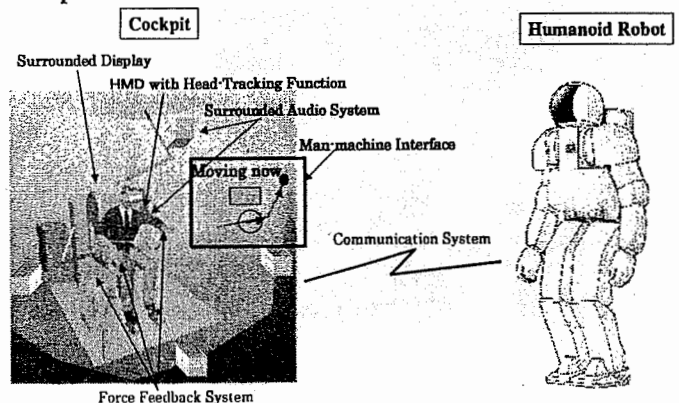 Cockpit
Humanoid Robot
Surrounded Display
HMD with Head-Tracking Function
Surrounded Audio System
Man-machine Interface
Moving now
Communication System
Force Feedback System